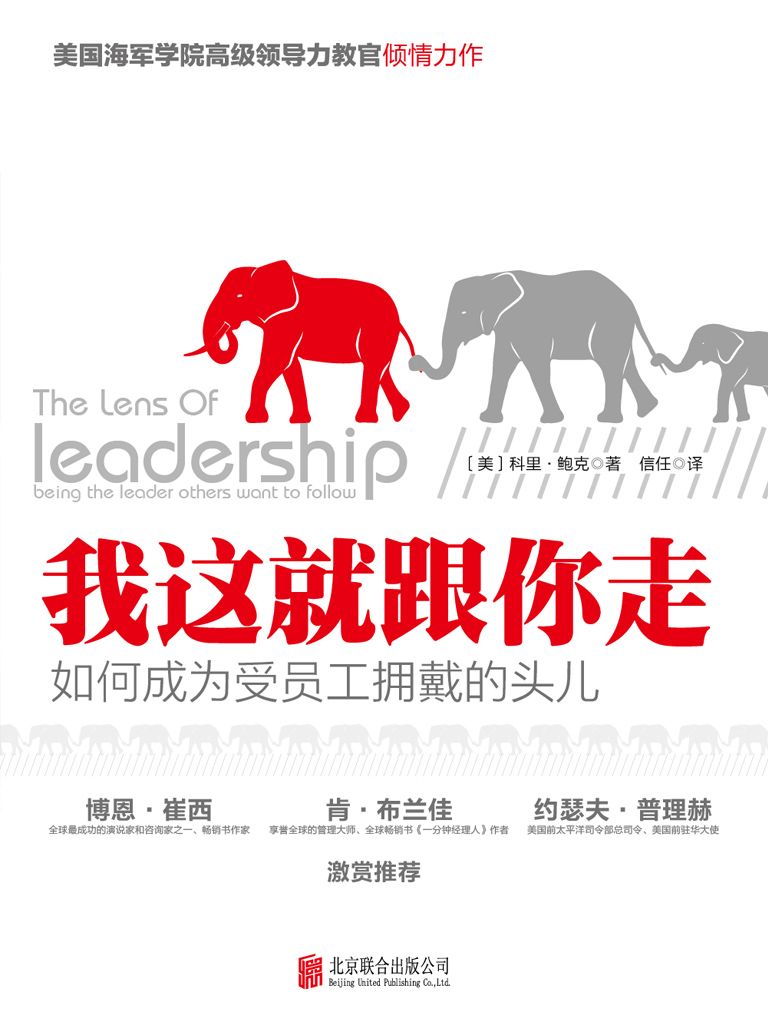 美国海军学院高级领导力教官倾情力作
The Lens Of
leadership
being the leader others want to follow
[美]科里·鲍克◎著 信任◎译
我这就跟你走
如何成为受员工拥戴的头儿
博恩·崔西 肯·布兰佳 约瑟夫·普理赫
全球最成功的演说家和咨询家之一、畅销书作家 享誉全球的管理大师、全球畅销书《一分钟经理人》作者 美国前太平洋司令部总司令、美国前驻华大使
激赏推荐
北京联合出版公司
Beijing United Publishing Co.,Ltd.